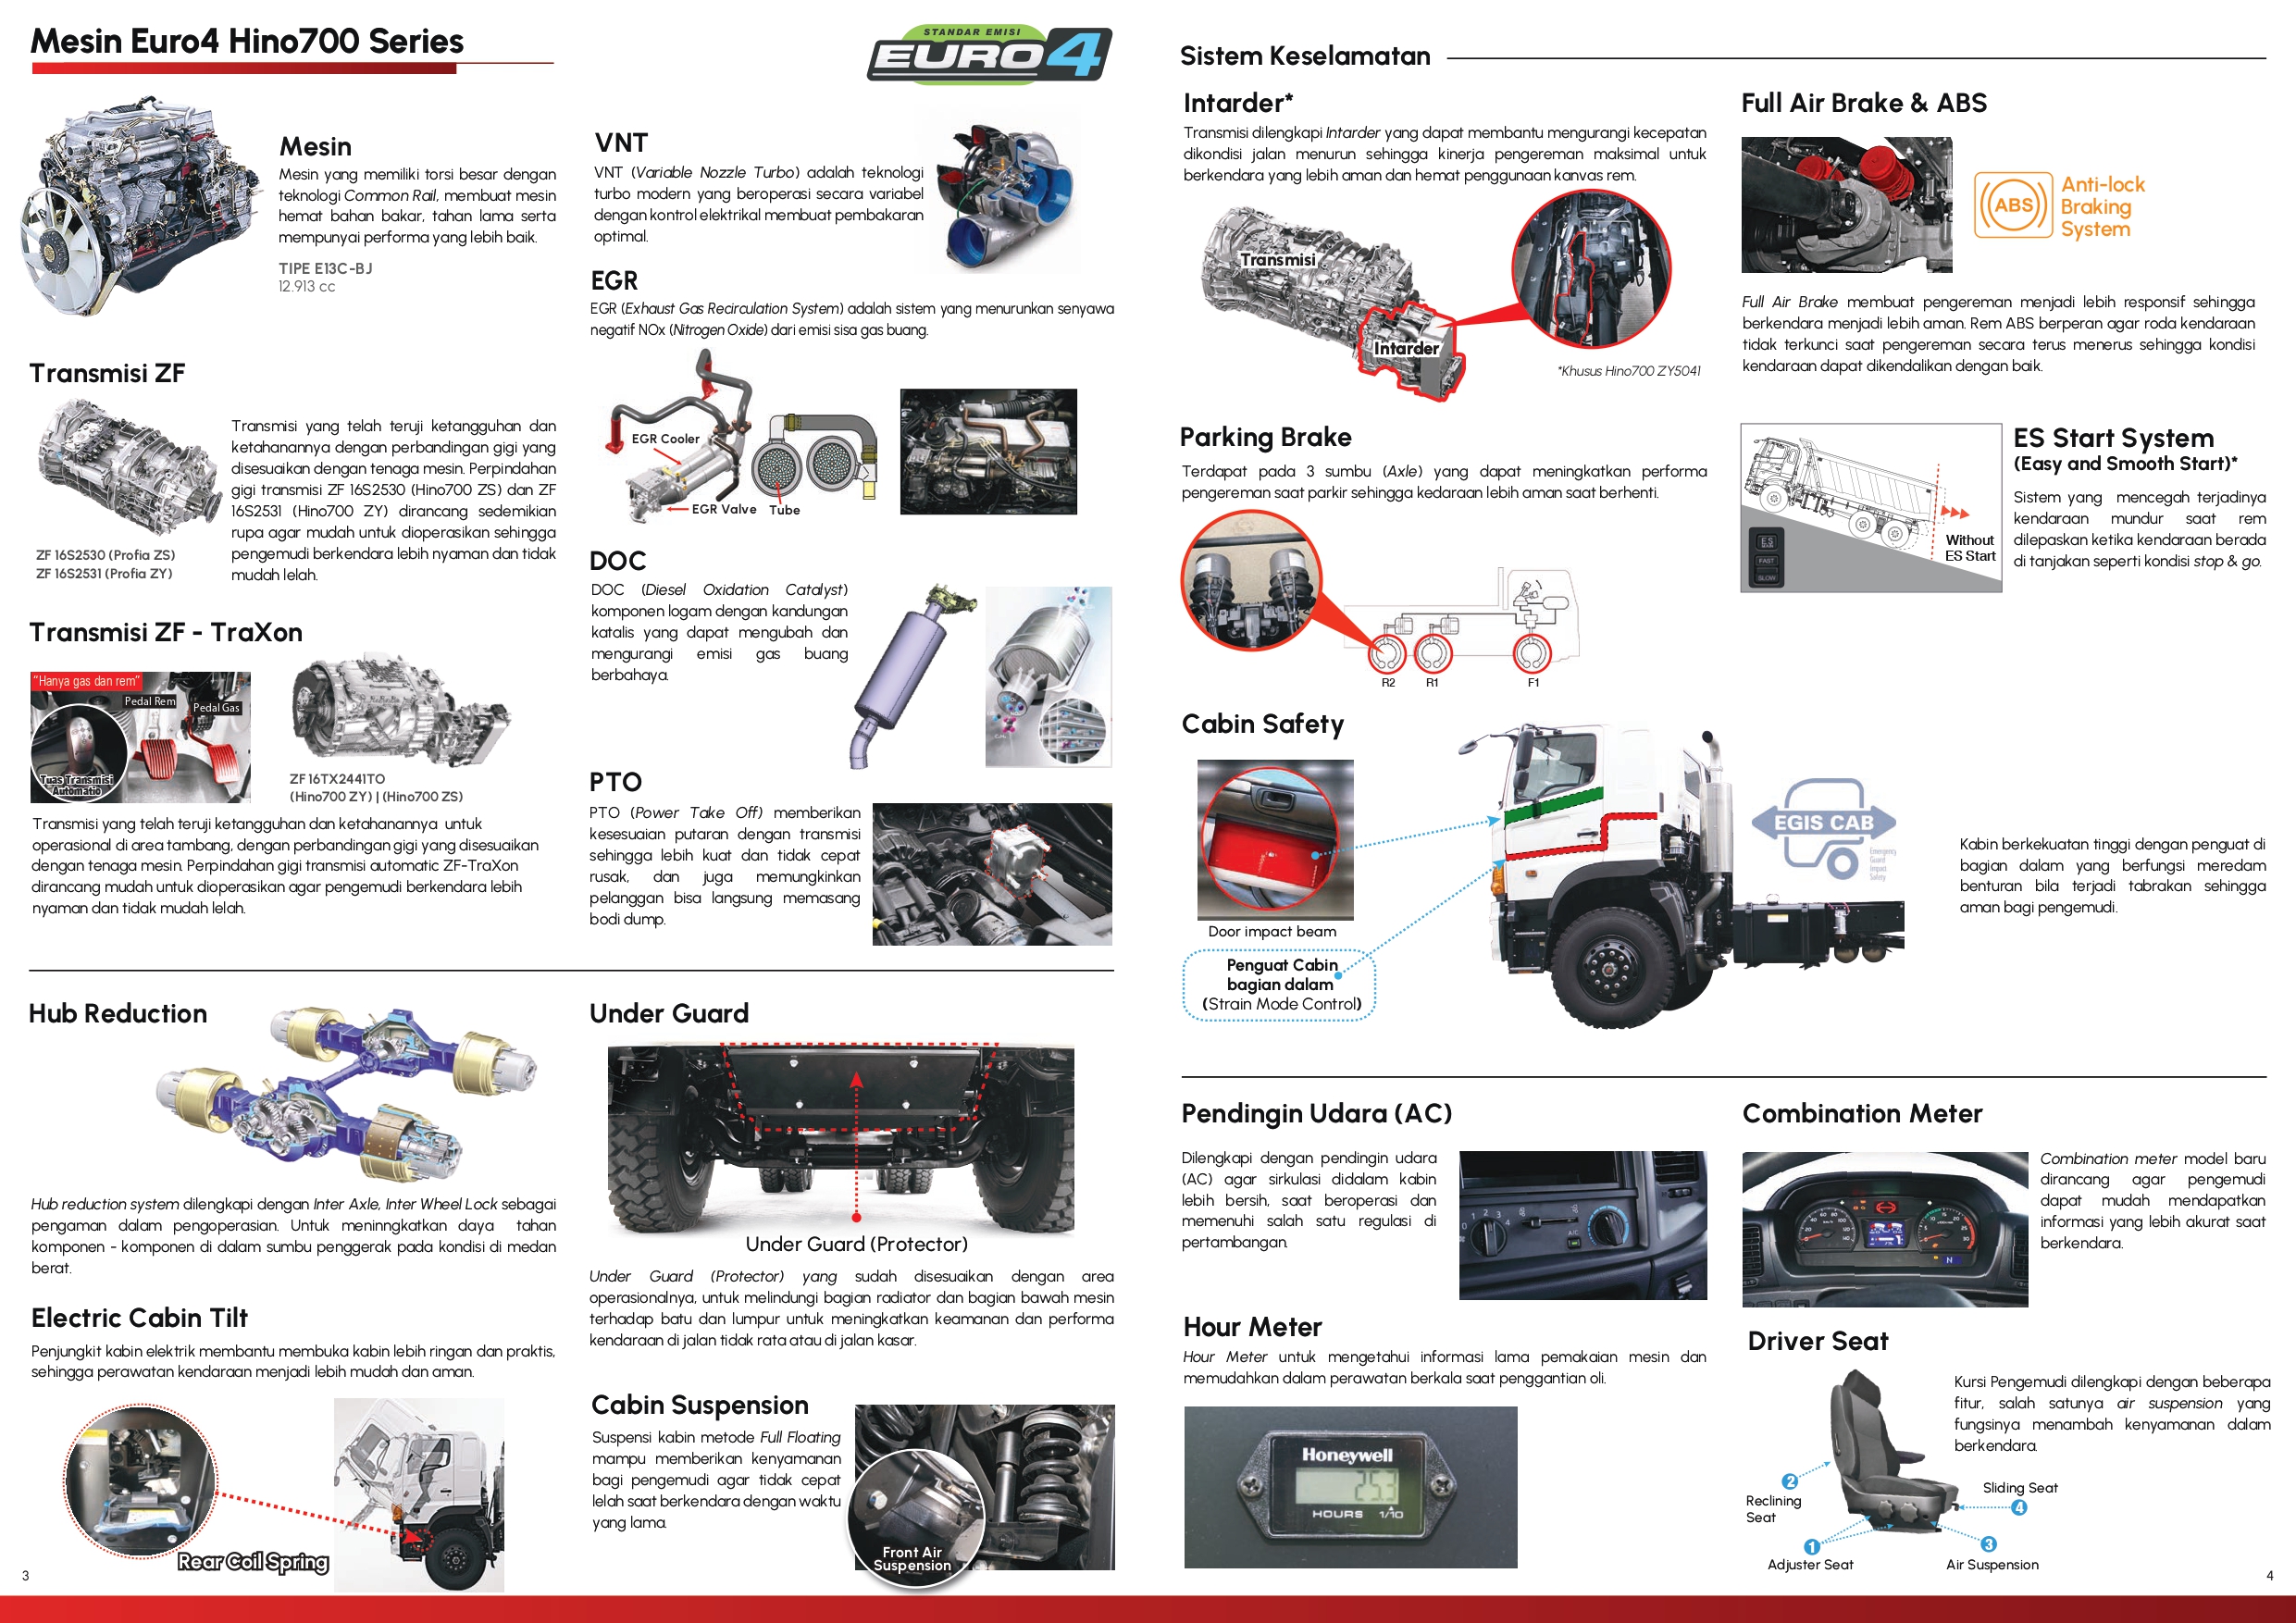 Mesin Euro4 Hino700 Series
STANDAR EMISI
EURO4
Mesin
Mesin yang memiliki torsi besar dengan
teknologi Common Rail, membuat mesin
hemat bahan bakar, tahan lama serta
mempunyai performa yang lebih baik.
TIPE E13C-BJ
12.913 cc
Transmisi ZF
Transmisi yang telah teruji ketangguhan dan
ketahanannya dengan perbandingan gigi yang
disesuaikan dengan tenaga mesin. Perpindahan
gigi transmisi ZF 16S2530 (Hino700 ZS) dan ZF
16S2531 (Hino700 ZY) dirancang sedemikian
rupa agar mudah untuk dioperasikan sehingga
pengemudi berkendara lebih nyaman dan tidak
mudah lelah.
ZF 16S2530 (Profia ZS)
ZF 16S2531 (Profia ZY)
Transmisi ZF - TraXon
"Hanya gas dan rem"
Pedal Rem
Pedal Gas
Tuas Transmisi
Automatio
ZF 16TX2441TO
(Hino700 ZY) | (Hino700 ZS)
Transmisi yang telah teruji ketangguhan dan ketahanannya untuk
operasional di area tambang, dengan perbandingan gigi yang disesuaikan
dengan tenaga mesin. Perpindahan gigi transmisi automatic ZF-TraXon
dirancang mudah untuk dioperasikan agar pengemudi berkendara lebih
nyaman dan tidak mudah lelah.
VNT
VNT (Variable Nozzle Turbo) adalah teknologi
turbo modern yang beroperasi secara variabel
dengan kontrol elektrikal membuat pembakaran
optimal.
EGR
EGR (Exhaust Gas Recirculation System) adalah sistem yang menurunkan senyawa
negatif NOx (Nitrogen Oxide) dari emisi sisa gas buang.
EGR Cooler
EGR Valve
Tube
DOC
DOC (Diesel Oxidation Catalyst)
komponen logam dengan kandungan
katalis yang dapat mengubah dan
mengurangi emisi gas buang
berbahaya.
PTO
PTO (Power Take Off) memberikan
kesesuaian putaran dengan transmisi
sehingga lebih kuat dan tidak cepat
rusak, dan juga memungkinkan
pelanggan bisa langsung memasang
bodi dump.
Hub Reduction
Hub reduction system dilengkapi dengan Inter Axle, Inter Wheel Lock sebagai
pengaman dalam pengoperasian. Untuk meninngkatkan daya tahan
komponen - komponen di dalam sumbu penggerak pada kondisi di medan
berat.
Electric Cabin Tilt
Penjungkit kabin elektrik membantu membuka kabin lebih ringan dan praktis,
sehingga perawatan kendaraan menjadi lebih mudah dan aman.
Rear Coil Spring
3
Under Guard
Under Guard (Protector)
Under Guard (Protector) yang sudah disesuaikan dengan area
operasionalnya, untuk melindungi bagian radiator dan bagian bawah mesin
terhadap batu dan lumpur untuk meningkatkan keamanan dan performa
kendaraan di jalan tidak rata atau di jalan kasar.
Cabin Suspension
Suspensi kabin metode Full Floating
mampu memberikan kenyamanan
bagi pengemudi agar tidak cepat
lelah saat berkendara dengan waktu
yang lama.
Front Air
Suspension
Sistem Keselamatan
Intarder*
Transmisi dilengkapi Intarder yang dapat membantu mengurangi kecepatan
dikondisi jalan menurun sehingga kinerja pengereman maksimal untuk
berkendara yang lebih aman dan hemat penggunaan kanvas rem.
Transmisi
Intarder
*Khusus Hino700 ZY5041
Full Air Brake & ABS
ABS
Anti-lock
Braking
System
Full Air Brake membuat pengereman menjadi lebih responsif sehingga
berkendara menjadi lebih aman. Rem ABS berperan agar roda kendaraan
tidak terkunci saat pengereman secara terus menerus sehingga kondisi
kendaraan dapat dikendalikan dengan baik.
Parking Brake
Terdapat pada 3 sumbu (Axle) yang dapat meningkatkan performa
pengereman saat parkir sehingga kedaraan lebih aman saat berhenti.
R2
R1
F1
Without
ES Start
ES
FAST
SLOW
ES Start System
(Easy and Smooth Start)*
Sistem yang mencegah terjadinya
kendaraan mundur saat rem
dilepaskan ketika kendaraan berada
di tanjakan seperti kondisi stop & go.
Cabin Safety
Door impact beam
Penguat Cabin
bagian dalam
(Strain Mode Control)
EGIS CAB
Emergency
Guard
Impact
Safety
Kabin berkekuatan tinggi dengan penguat di
bagian dalam yang berfungsi meredam
benturan bila terjadi tabrakan sehingga
aman bagi pengemudi.
Pendingin Udara (AC)
Dilengkapi dengan pendingin udara
(AC) agar sirkulasi didalam kabin
lebih bersih, saat beroperasi dan
memenuhi salah satu regulasi di
pertambangan.
0 1 2 3 4
A/C
Combination Meter
Combination meter model baru
dirancang agar pengemudi
dapat mudah mendapatkan
informasi yang lebih akurat saat
berkendara.
N
Hour Meter
Hour Meter untuk mengetahui informasi lama pemakaian mesin dan
memudahkan dalam perawatan berkala saat penggantian oli.
Honeywell
25.3
HOURS 1/10
Driver Seat
Kursi Pengemudi dilengkapi dengan beberapa
fitur, salah satunya air suspension yang
fungsinya menambah kenyamanan dalam
berkendara.
2
Reclining
Seat
Sliding Seat
4
1
Adjuster Seat
3
Air Suspension
4